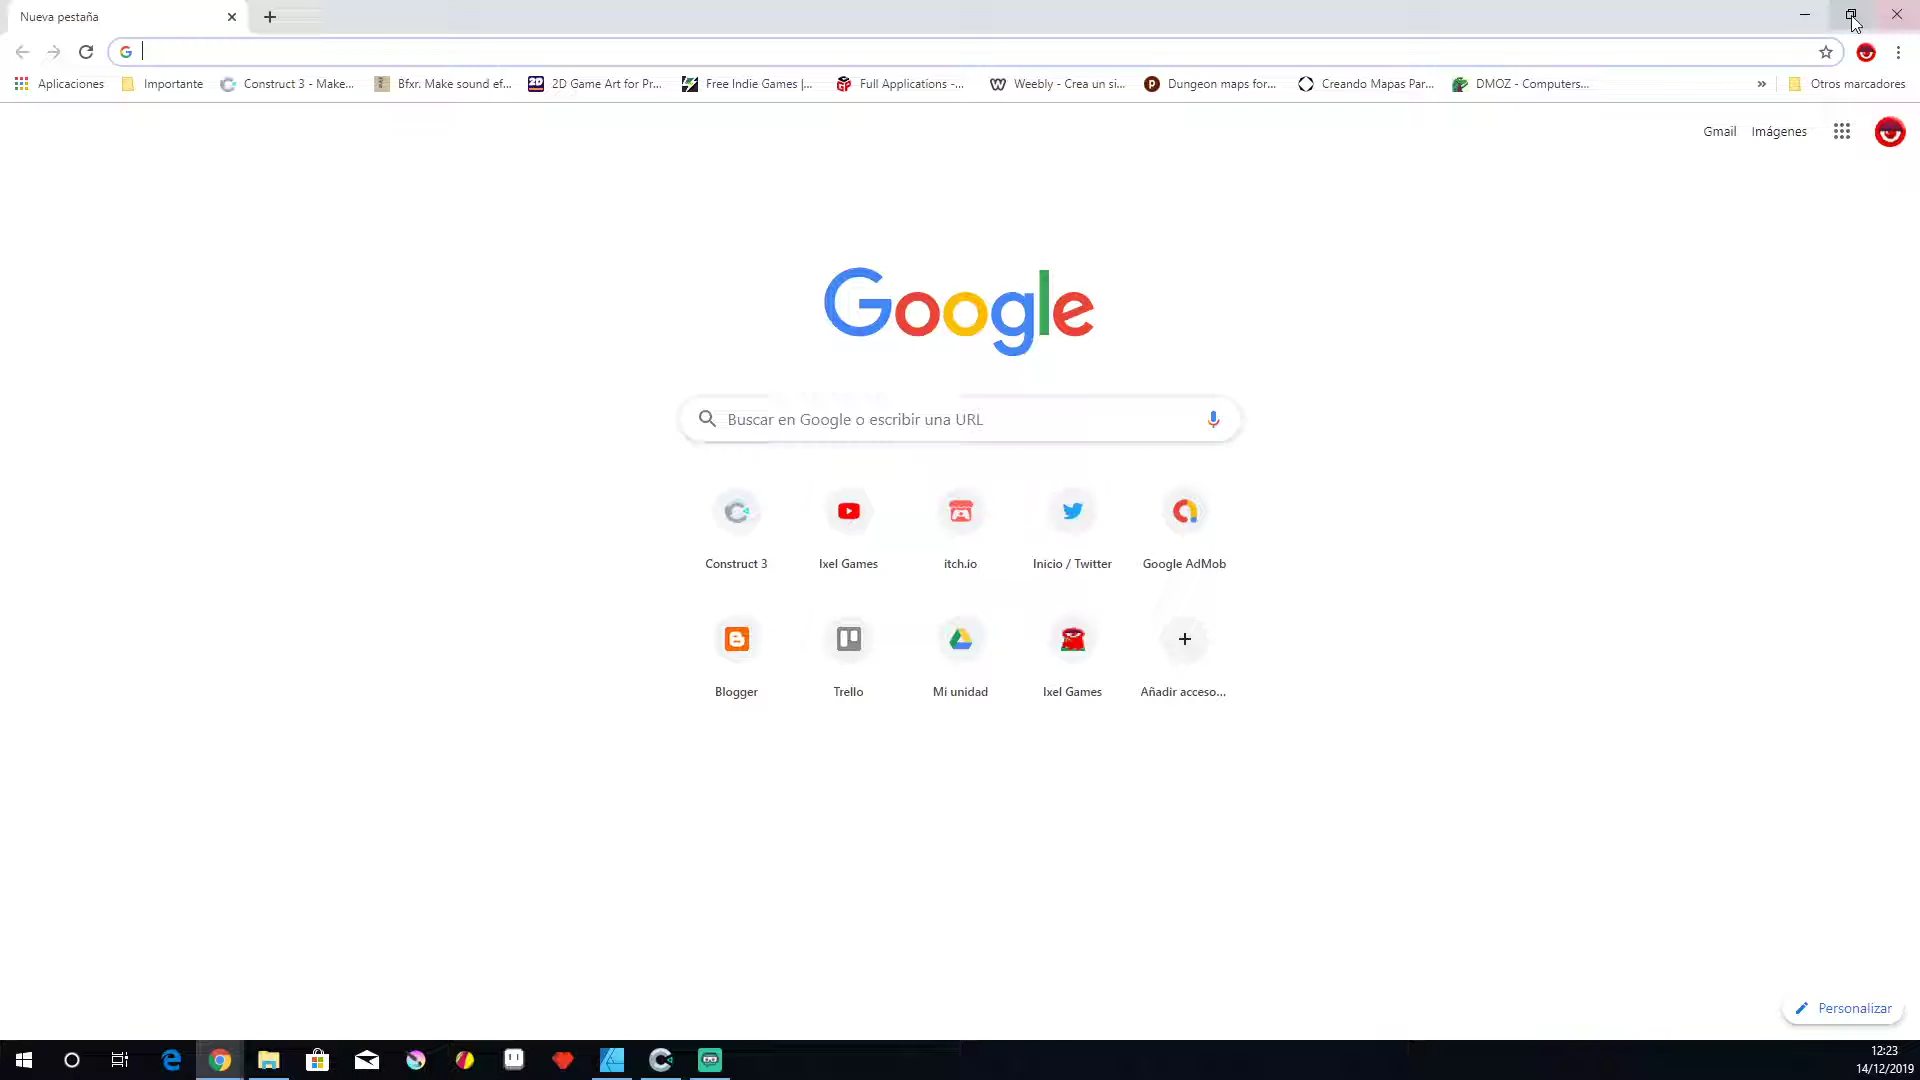 Nueva pestaña
Aplicaciones
Importante
Construct 3 - Make...
Bfxr. Make sound ef...
2D Game Art for Pr...
Free Indie Games |...
Full Applications -...
Weebly - Crea un si...
Dungeon maps for...
Creando Mapas Par...
DMOZ - Computers...
»
Otros marcadores
Gmail
Imágenes
Google
Buscar en Google o escribir una URL
Construct 3
Ixel Games
itch.io
Inicio / Twitter
Google AdMob
Blogger
Trello
Mi unidad
Ixel Games
Añadir acceso...
Personalizar
12:23
14/12/2019